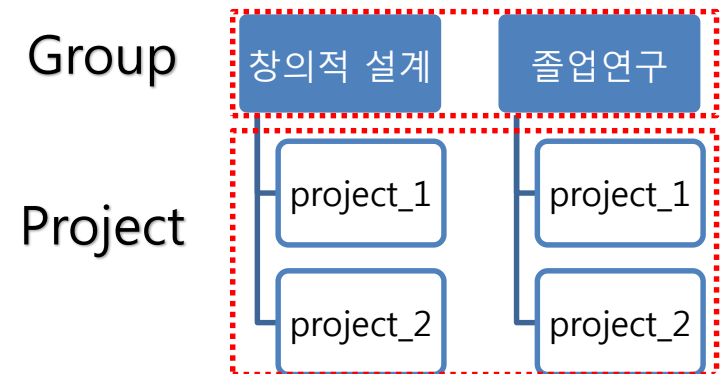 Group
창의적 설계
졸업연구
Project
project_1
project_1
project_2
project_2